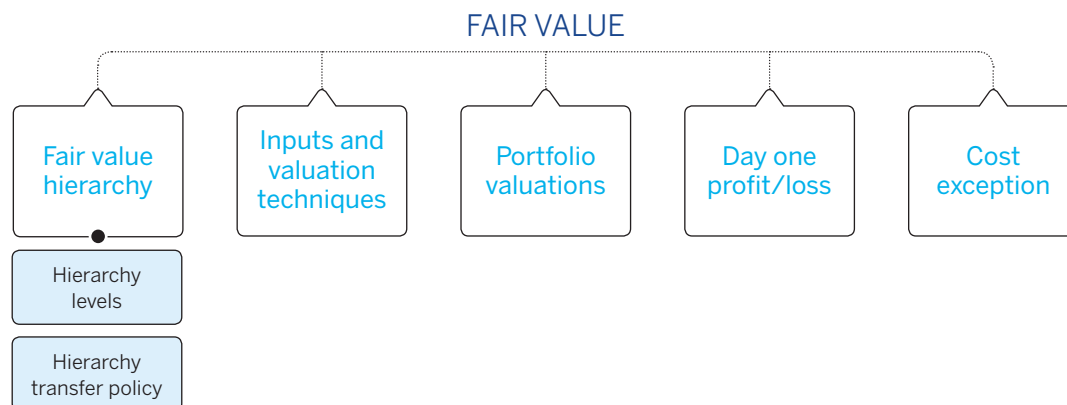 FAIR VALUE
Fair value
hierarchy
Inputs and
valuation
techniques
Portfolio
valuations
Day one
profit/loss
Cost
exception
Hierarchy
levels
Hierarchy
transfer policy